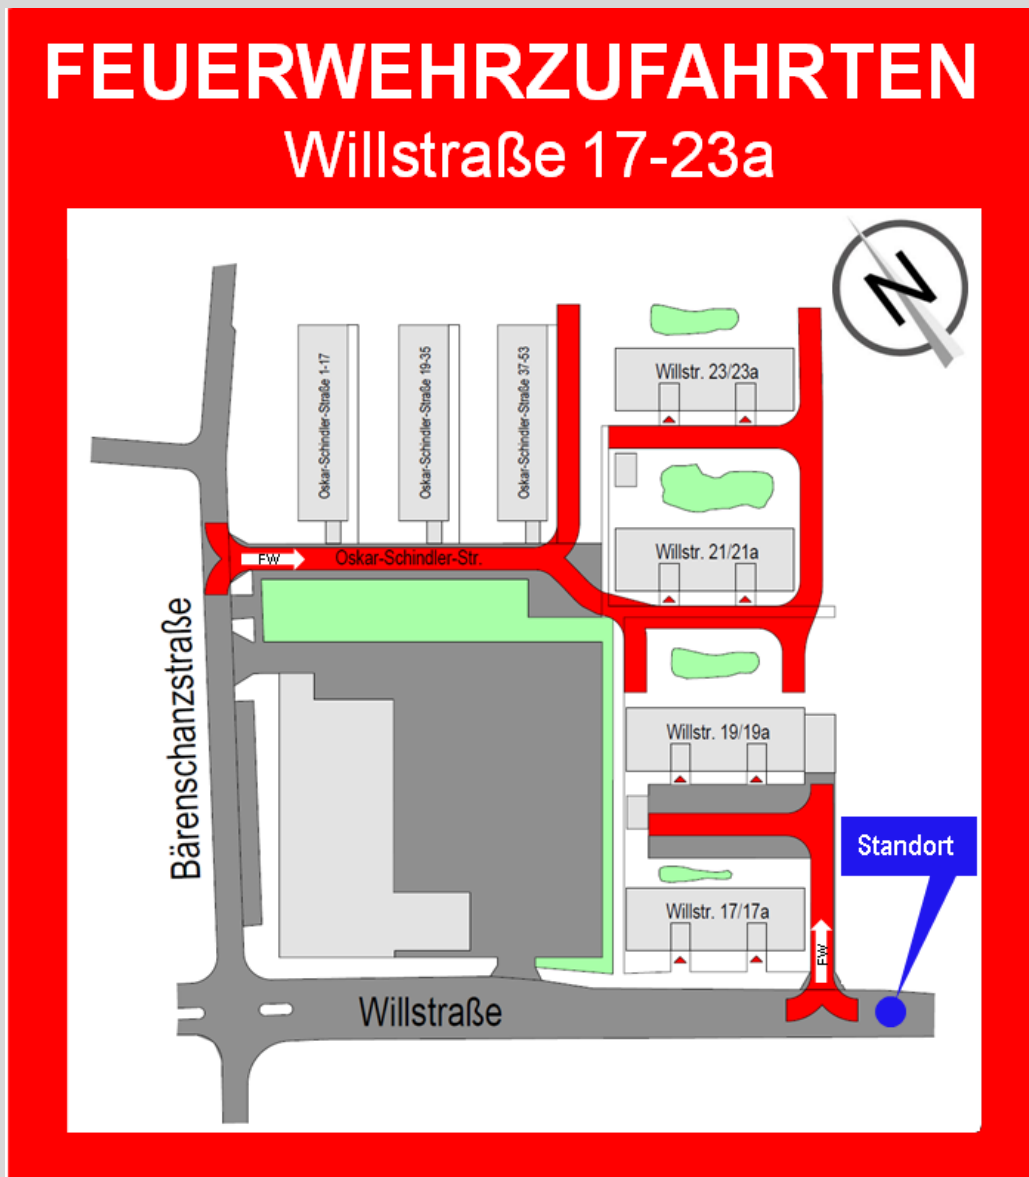 FEUERWEHRZUFAHRTEN
Willstraße 17-23a
N
Oskar-Schindler-Straße 1-17
Oskar-Schindler-Straße 19-35
Oskar-Schindler-Straße 37-53
Willstr. 23/23a
FW
Oskar-Schindler-Str.
Willstr. 21/21a
Bärenschanzstraße
Willstr. 19/19a
Standort
Willstr. 17/17a
FW
Willstraße